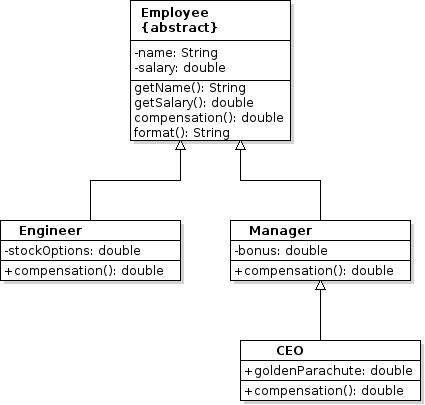 Employee
{abstract}
-name: String
-salary: double
getName(): String
getSalary(): double
compensation(): double
format(): String
Engineer
-stockOptions: double
+compensation(): double
Manager
-bonus: double
+compensation(): double
CEO
+goldenParachute: double
+compensation(): double